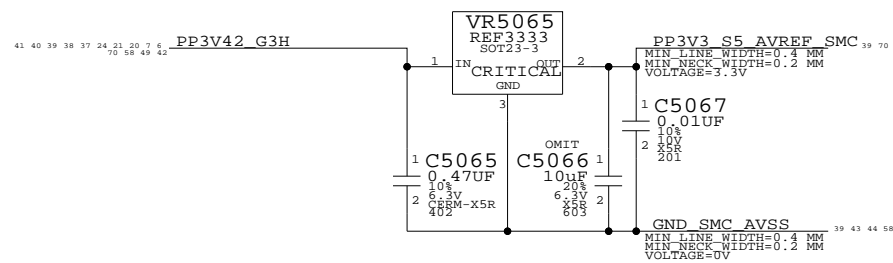 VR5065
REF3333
SOT23-3
41 40 39 38 37 24 21 20 7 6
70 58 49 42
PP3V42_G3H
PP3V3_S5_AVREF_SMC
39 70
MIN_LINE_WIDTH=0.4 MM
MIN_NECK_WIDTH=0.2 MM
VOLTAGE=3.3V
1 IN OUT 2
CRITICAL
GND
3
1 C5067
0.01UF
10%
10V
2 X5R
201
OMIT
1 C5065
0.47UF
10%
6.3V
2 CERM-X5R
402
C5066 1
10uF
20%
6.3V
X5R 2
603
GND_SMC_AVSS
39 43 44 58
MIN_LINE_WIDTH=0.4 MM
MIN_NECK_WIDTH=0.2 MM
VOLTAGE=0V